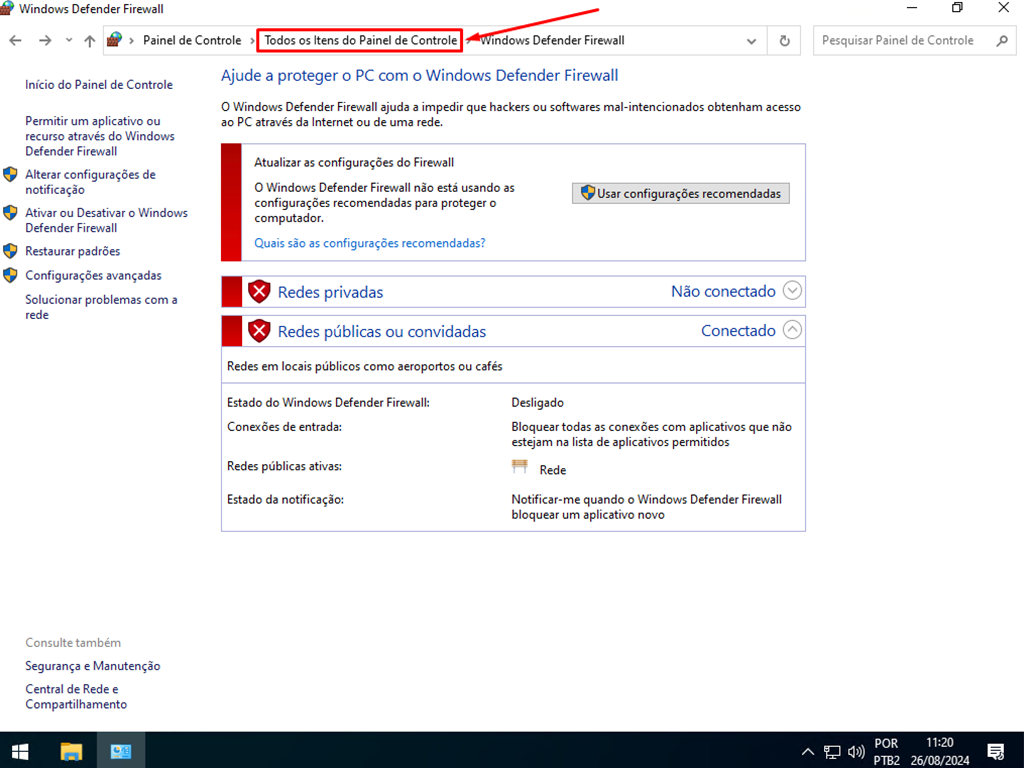 Windows Defender Firewall
Painel de Controle
Todos os Itens do Painel de Controle
Windows Defender Firewall
Pesquisar Painel de Controle
Início do Painel de Controle
Permitir um aplicativo ou
recurso através do Windows
Defender Firewall
Alterar configurações de
notificação
Ativar ou Desativar o Windows
Defender Firewall
Restaurar padrões
Configurações avançadas
Solucionar problemas com a
rede
Ajude a proteger o PC com o Windows Defender Firewall
O Windows Defender Firewall ajuda a impedir que hackers ou softwares mal-intencionados obtenham acesso
ao PC através da Internet ou de uma rede.
Atualizar as configurações do Firewall
O Windows Defender Firewall não está usando as
configurações recomendadas para proteger o
computador.
Usar configurações recomendadas
Quais são as configurações recomendadas?
Redes privadas
Não conectado
Redes públicas ou convidadas
Conectado
Redes em locais públicos como aeroportos ou cafés
Estado do Windows Defender Firewall:
Desligado
Conexões de entrada:
Bloquear todas as conexões com aplicativos que não
estejam na lista de aplicativos permitidos
Redes públicas ativas:
Rede
Estado da notificação:
Notificar-me quando o Windows Defender Firewall
bloquear um aplicativo novo
Consulte também
Segurança e Manutenção
Central de Rede e
Compartilhamento
POR
PTB2
11:20
26/08/2024